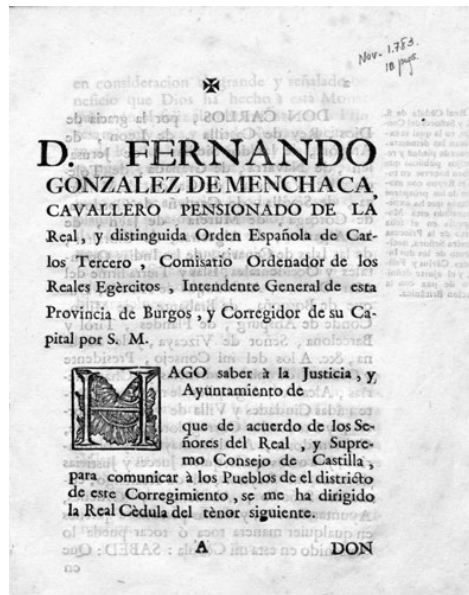 Nov. 1.783.
10 pags.
✠
D. FERNANDO
GONZALEZ DE MENCHACA,
CAVALLERO PENSIONADO DE LA
Real, y distinguida Orden Española de Car-
los Tercero, Comisatio Ordenador de los
Reales Egèrcitos, Intendente General de esta
Provincia de Burgos, y Corregidor de su Ca-
pital por S. M.
HAGO saber à la Justicia, y
Ayuntamiento de
que de acuerdo de los Se-
ñores del Real, y Supre-
mo Consejo de Castilla,
para comunicar à los Pueblos de el districto
de este Corregimiento, se me ha dirigido
la Real Cèdula del tènor siguiente.
A DON